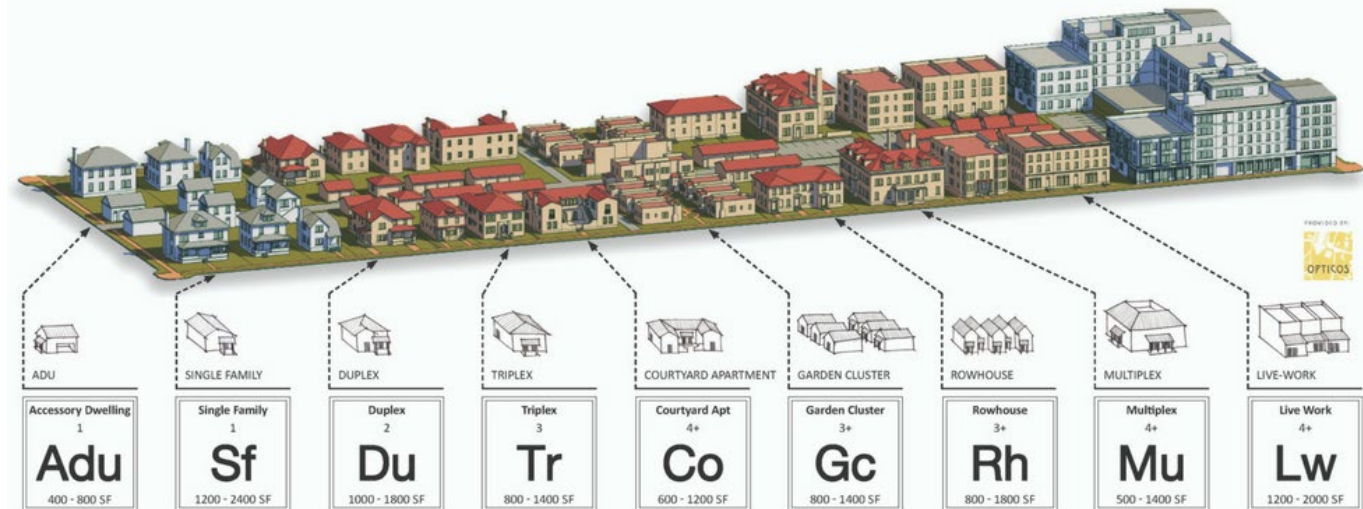 PROVIDED BY:
OPTICOS
ADU
SINGLE FAMILY
DUPLEX
TRIPLEX
COURTYARD APARTMENT
GARDEN CLUSTER
ROWHOUSE
MULTIPLEX
LIVE-WORK
Accessory Dwelling
1
Adu
400 - 800 SF
Single Family
1
Sf
1200 - 2400 SF
Duplex
2
Du
1000 - 1800 SF
Triplex
3
Tr
800 - 1400 SF
Courtyard Apt
4+
Co
600 - 1200 SF
Garden Cluster
3+
Gc
800 - 1400 SF
Rowhouse
3+
Rh
800 - 1800 SF
Multiplex
4+
Mu
500 - 1400 SF
Live Work
4+
Lw
1200 - 2000 SF